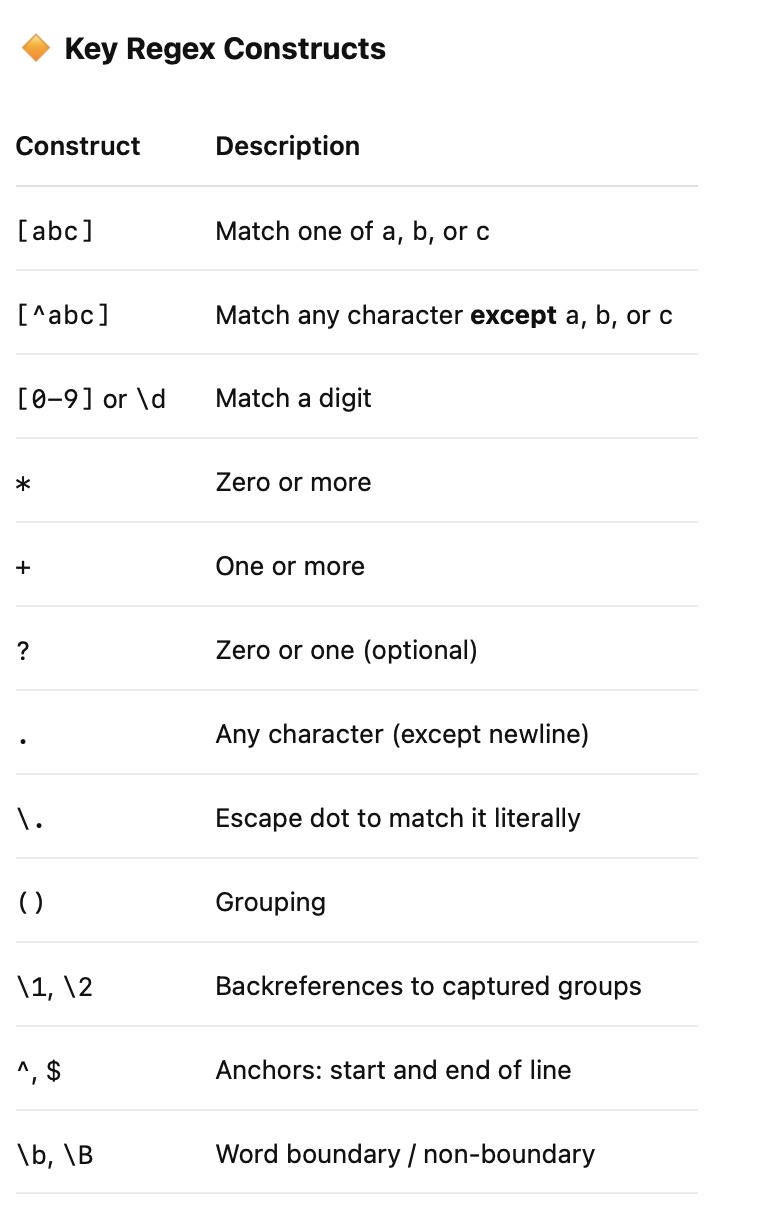 🔶 Key Regex Constructs
Construct Description
[abc] Match one of a, b, or c
[^abc] Match any character except a, b, or c
[0–9] or \d Match a digit
* Zero or more
+ One or more
? Zero or one (optional)
. Any character (except newline)
\. Escape dot to match it literally
() Grouping
\1, \2 Backreferences to captured groups
^, $ Anchors: start and end of line
\b, \B Word boundary / non-boundary